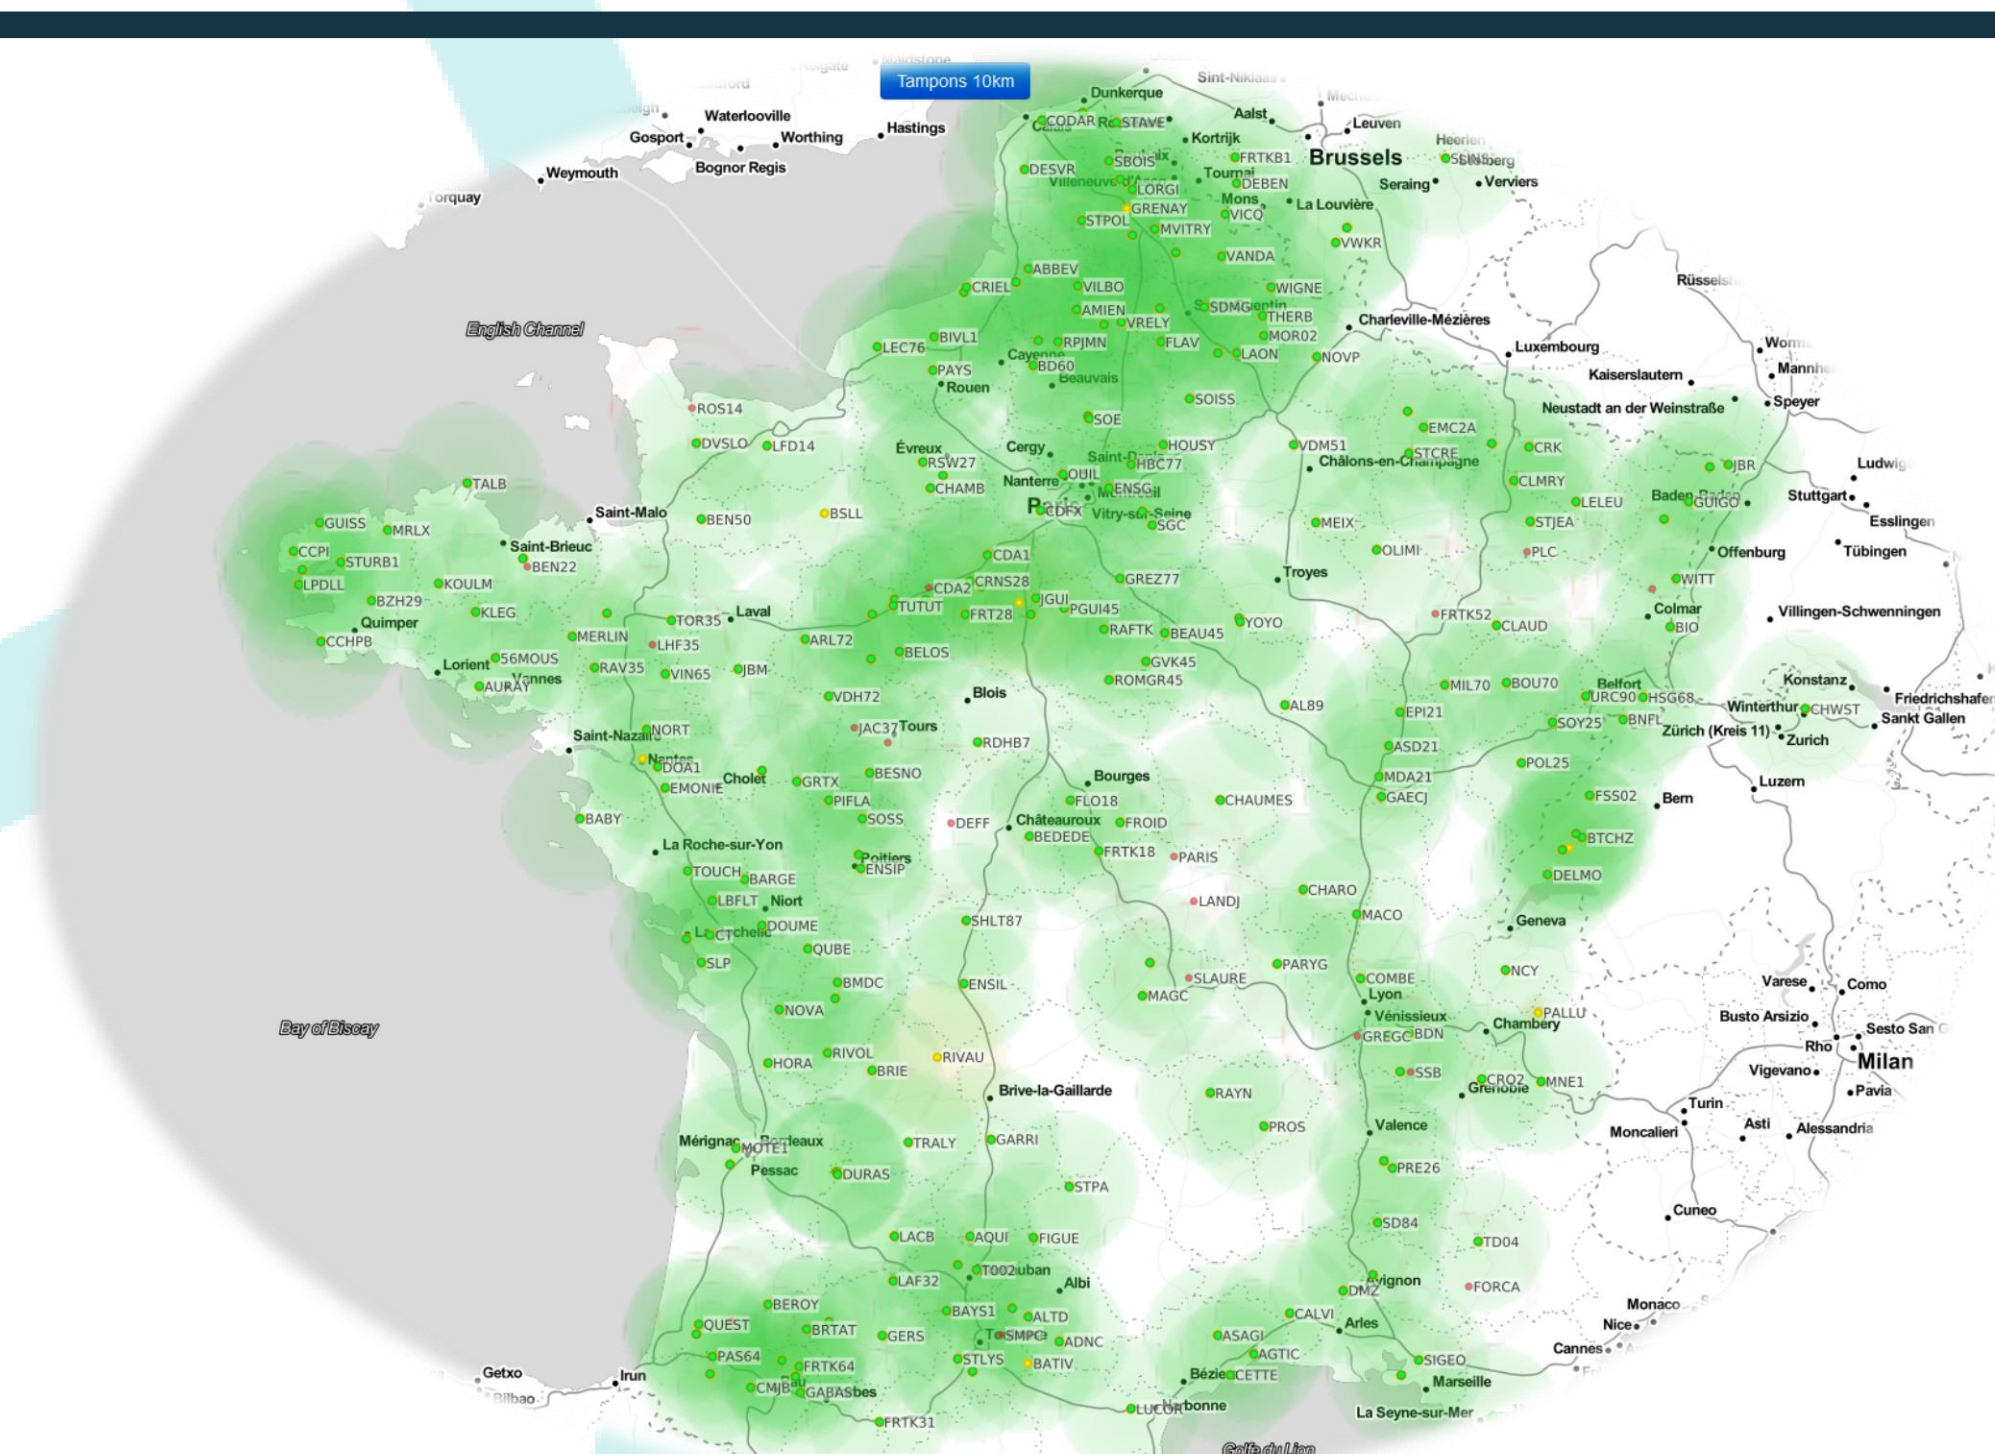 Maidstone
Tampons 10km
Sint-Niklaas
Dunkerque
Waterlooville
Aalst
Gosport
Worthing
Hastings
CODAR
STAVE
Leuven
Bognor Regis
Kortrijk
Brussels
Weymouth
DESVR
SBOIS
FRTKB1
Tournai
DEBEN
Seraing
Verviers
LORGI
Mons
La Louvière
GRENAY
VICQ
STPOL
MVITRY
VWKR
VANDA
ABBEV
CRIEL
VILBO
WIGNE
AMIEN
SDMG
THERB
English Channel
VRELY
Charleville-Mézières
BIVL1
RPJMN
FLAV
MOR02
LEC76
LAON
NOVP
Luxembourg
PAYS
BD60
Beauvais
Kaiserslautern
Rouen
SOISS
Neustadt an der Weinstraße
Speyer
ROS14
SOE
EMC2A
DVSLO
LFD14
Évreux
Cergy
HOUSY
VDM51
STCRE
CRK
RSW27
HBC77
Châlons-en-Champagne
JBR
TALB
CHAMB
Nanterre
OUIL
ENSG
CLMRY
Stuttgart
Saint-Malo
BEN50
BSLL
CDFX
Vitry-sur-Seine
SGC
MEIX
LELEU
GUIGO
GUISS
MRLX
STJEA
Esslingen
CCPI
STURB1
Saint-Brieuc
BEN22
CDA1
OLIMI
PLC
Offenburg
Tübingen
LPDLL
KOULM
CDA2
CRNS28
GREZ77
Troyes
WITT
BZH29
KLEG
TUTUT
JGUI
PGUI45
Colmar
Villingen-Schwenningen
Quimper
TOR35
Laval
FRT28
RAFTK
BEAU45
YOYO
FRTK52
CLAUD
BIO
CCHPB
MERLIN
LHF35
ARL72
BELOS
Lorient
56MOUS
RAV35
VIN65
JBM
GVK45
ROMGR45
Konstanz
AURAY
Vannes
VDH72
Blois
AL89
MIL70
BOU70
Belfort
URC90
HSG68
Friedrichshafen
EPI21
Winterthur
CHWST
NORT
JAC37
Tours
SOY25
BNFL
Sankt Gallen
Saint-Nazaire
RDHB7
ASD21
Zürich (Kreis 11)
Zurich
Nantes
DOA1
Cholet
GRTX
BESNO
Bourges
MDA21
POL25
Luzern
EMONIE
PIFLA
FLO18
CHAUMES
GAECJ
FSS02
Bern
BABY
SOSS
DEFF
Châteauroux
FROID
BEDEDE
BTCHZ
La Roche-sur-Yon
Poitiers
FRTK18
PARIS
TOUCH
BARGE
ENSIP
DELMO
LBFLT
Niort
LANDJ
CHARO
DOUME
SHLT87
MACO
Geneva
CT
QUBE
SLP
BMDC
ENSIL
PARYG
NCY
MAGC
SLAURE
COMBE
Varese
Como
Lyon
NOVA
Vénissieux
PALLU
Busto Arsizio
Bay of Biscay
GREGC
BDN
Chambery
Sesto San G
HORA
RIVOL
RIVAU
Rho
Milan
BRIE
SSB
CRO2
MNE1
Vigevano
Brive-la-Gaillarde
RAYN
Grenoble
Pavia
PROS
Valence
Turin
Mérignac
MOTE1
Bordeaux
TRALY
GARRI
Moncalieri
Asti
Alessandria
Pessac
DURAS
PRE26
STPA
Cuneo
LACB
AQUI
FIGUE
SD84
TD04
T002
LAF32
Albi
Avignon
DMZ
FORCA
BEROY
BAYS1
ALTD
CALVI
Monaco
QUEST
BRTAT
GERS
SMPC
ADNC
ASAGI
Arles
Nice
PAS64
FRTK64
STLYS
BATIV
AGTIC
SIGEO
Cannes
Getxo
Irun
CMJB
GABAS
CETTE
Marseille
Bilbao
LUCOR
Narbonne
La Seyne-sur-Mer
FRTK31
Golfe du Lion